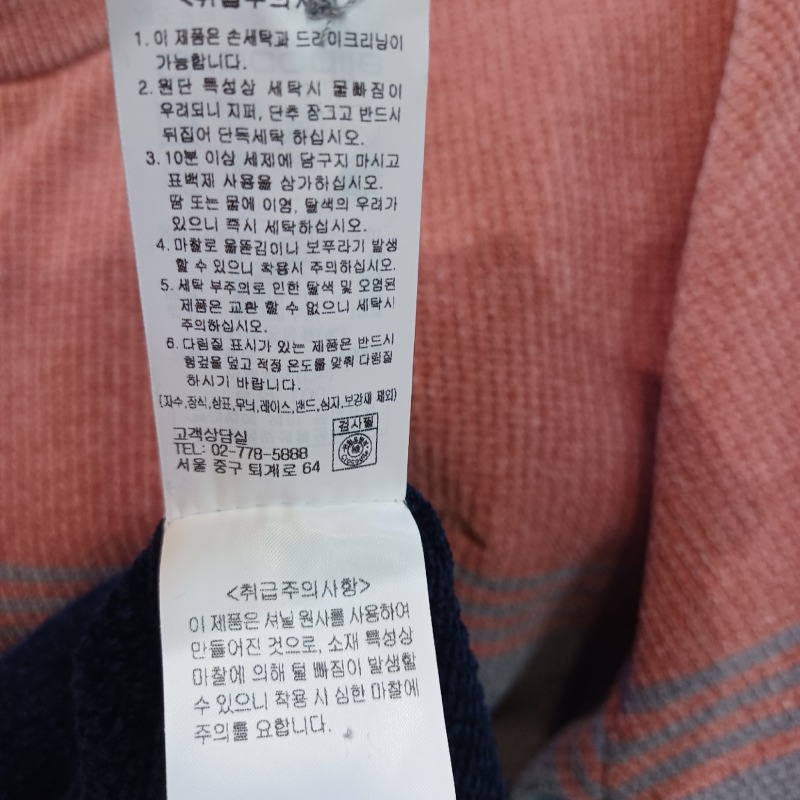 <취급주의사항>
1. 이 제품은 손세탁과 드라이크리닝이
가능합니다.
2. 원단 특성상 세탁시 물빠짐이
우려되니 지퍼, 단추 장그고 반드시
뒤집어 단독세탁 하십시오.
3. 10분 이상 세제에 담구지 마시고
표백제 사용을 삼가하십시오.
땀 또는 물에 이염, 탈색의 우려가
있으니 즉시 세탁하십시오.
4. 마찰로 올뜯김이나 보푸라기 발생
할 수 있으니 착용시 주의하십시오.
5. 세탁 부주의로 인한 탈색 및 오염된
제품은 교환 할 수 없으니 세탁시
주의하십시오.
6. 다림질 표시가 있는 제품은 반드시
헝겊을 덮고 적정 온도를 맞춰 다림질
하시기 바랍니다.
(자수,장식,상표,무늬,레이스,밴드,심지,보강재 제외)
고객상담실
TEL: 02-778-5888
서울 중구 퇴계로 64
검사필
<취급주의사항>
이 제품은 셔닐 원사를 사용하여
만들어진 것으로, 소재 특성상
마찰에 의해 털 빠짐이 발생할
수 있으니 착용 시 심한 마찰에
주의를 요합니다.